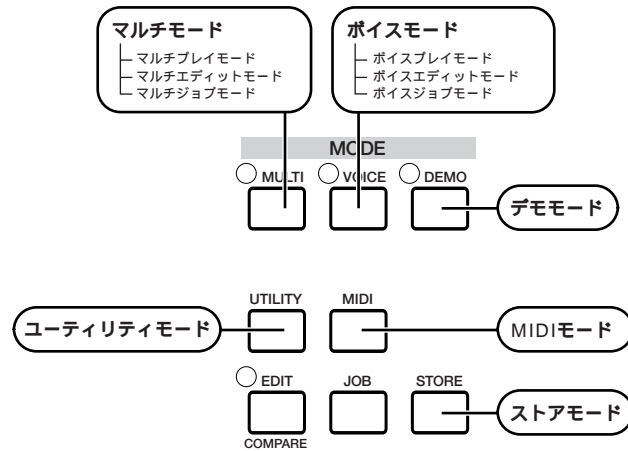 マルチモード
マルチプレイモード
マルチエディットモード
マルチジョブモード
ボイスモード
ボイスプレイモード
ボイスエディットモード
ボイスジョブモード
MODE
MULTI
VOICE
DEMO
デモモード
UTILITY
MIDI
ユーティリティモード
MIDIモード
EDIT
JOB
STORE
ストアモード
COMPARE